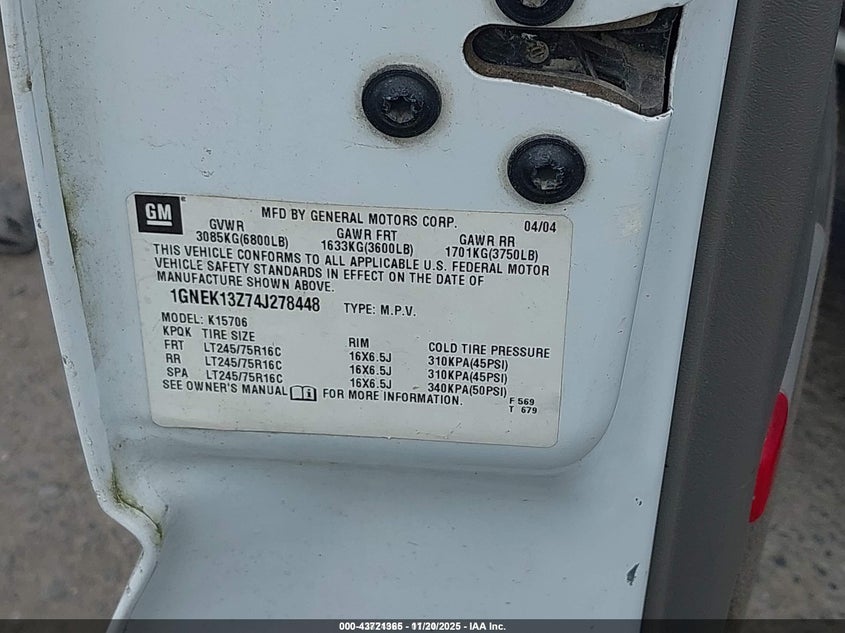 GM
MFD BY GENERAL MOTORS CORP. 04/04
GVWR GAWR FRT GAWR RR
3085KG(6800LB) 1633KG(3600LB) 1701KG(3750LB)
THIS VEHICLE CONFORMS TO ALL APPLICABLE U.S. FEDERAL MOTOR
VEHICLE SAFETY STANDARDS IN EFFECT ON THE DATE OF
MANUFACTURE SHOWN ABOVE.
1GNEK13Z74J278448 TYPE: M.P.V.
MODEL: K15706
KPQK TIRE SIZE RIM COLD TIRE PRESSURE
FRT LT245/75R16C 16X6.5J 310KPA(45PSI)
RR LT245/75R16C 16X6.5J 310KPA(45PSI)
SPA LT245/75R16C 16X6.5J 340KPA(50PSI)
SEE OWNER'S MANUAL FOR MORE INFORMATION. F 569
T 679
000-43721365 - 11/20/2025 - IAA Inc.